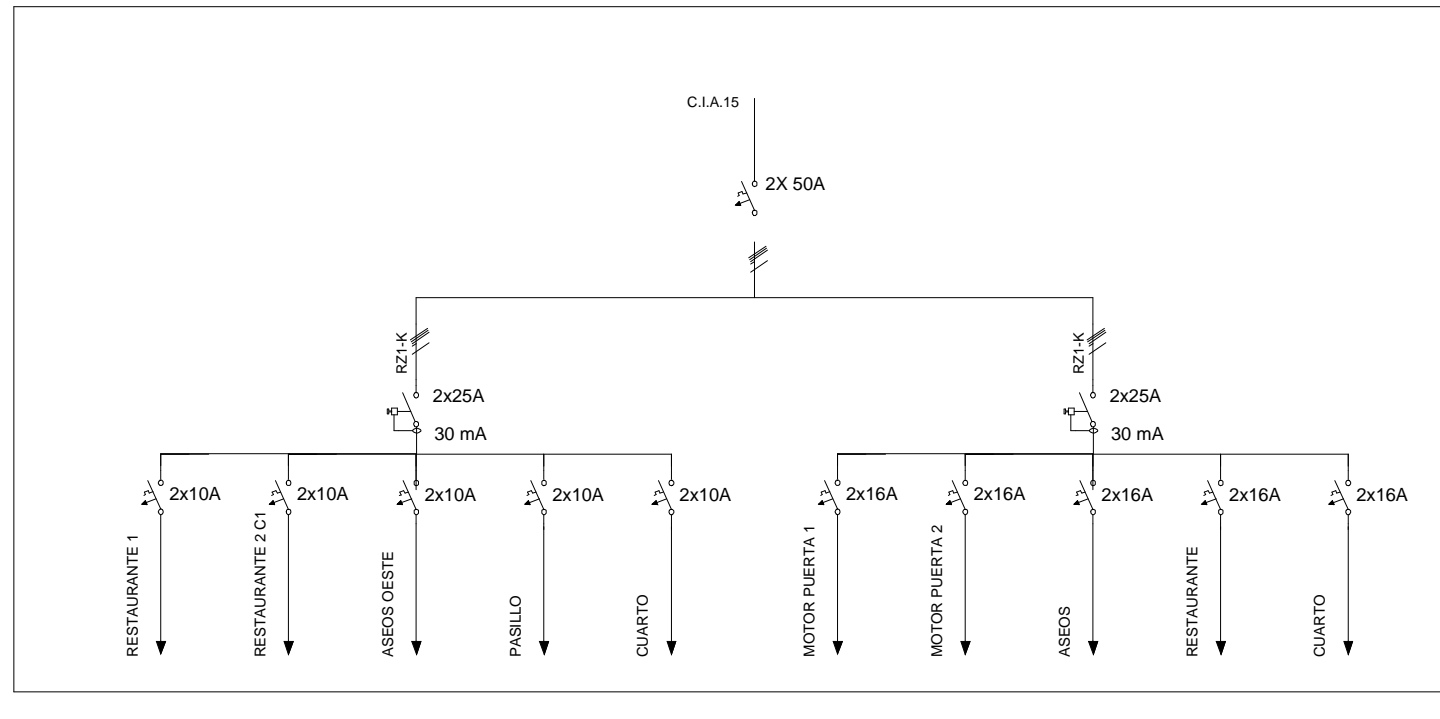 C.I.A.15
2X 50A
RZ1-K
RZ1-K
2x25A
2x25A
30 mA
30 mA
2x10A
2x10A
2x10A
2x10A
2x10A
2x16A
2x16A
2x16A
2x16A
2x16A
RESTAURANTE 1
RESTAURANTE 2 C1
ASEOS OESTE
PASILLO
CUARTO
MOTOR PUERTA 1
MOTOR PUERTA 2
ASEOS
RESTAURANTE
CUARTO